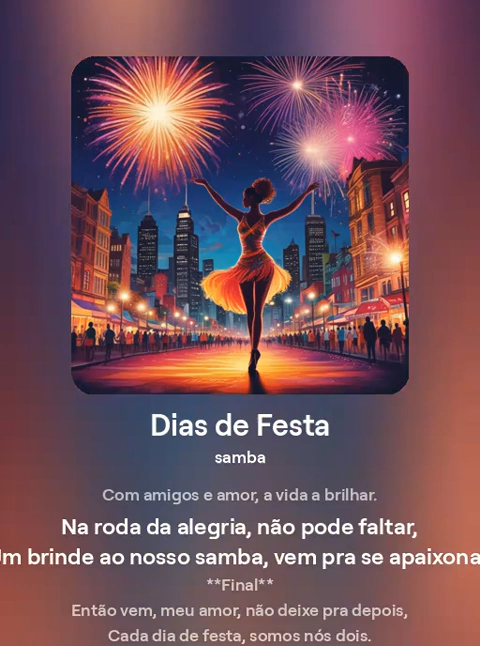 Dias de Festa
samba
Com amigos e amor, a vida a brilhar.
Na roda da alegria, não pode faltar,
brinde ao nosso samba, vem pra se
**Final**
Então vem, meu amor, não deixe pra depois,
Cada dia de festa, somos nós dois.